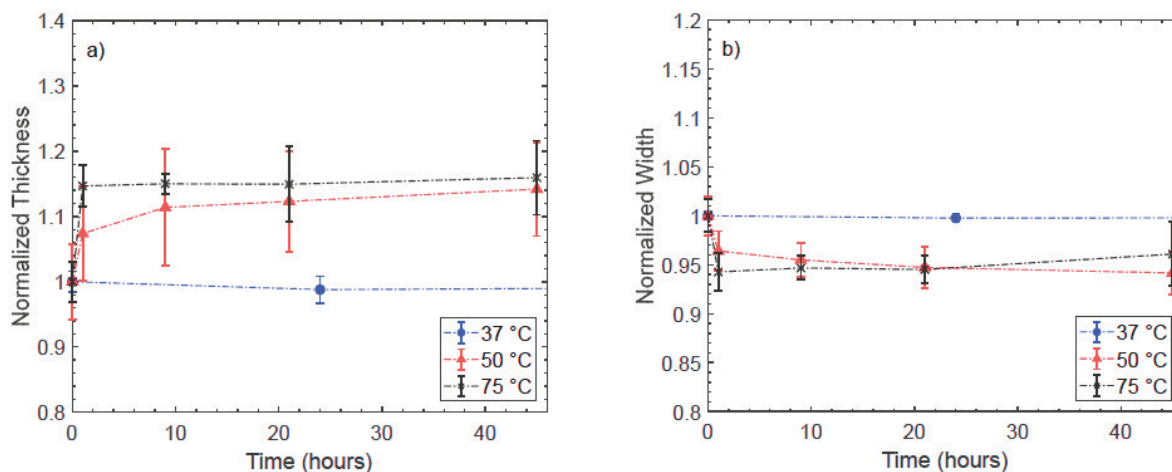 a)
1.4
1.3
1.2
1.1
1
0.9
0.8
Normalized Thickness
0
10
20
30
40
Time (hours)
37 °C
50 °C
75 °C
b)
1.2
1.15
1.1
1.05
1
0.95
0.9
0.85
0.8
Normalized Width
0
10
20
30
40
Time (hours)
37 °C
50 °C
75 °C